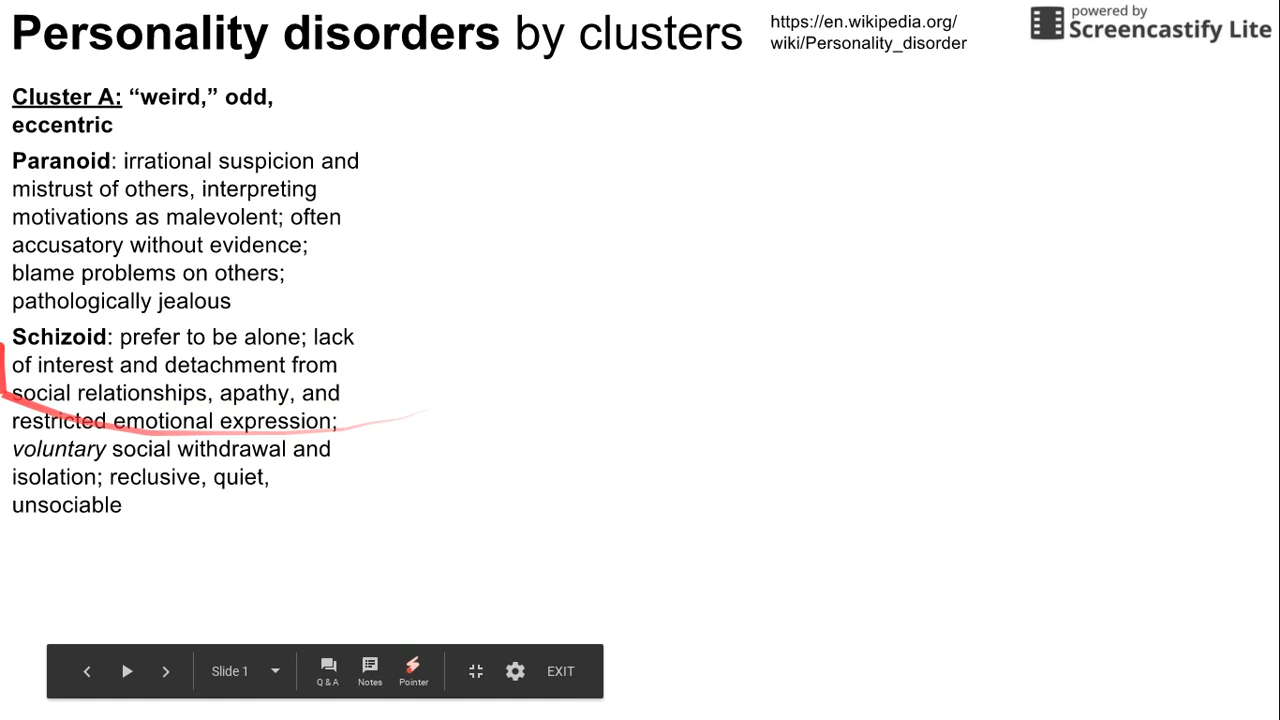 Personality disorders by clusters
https://en.wikipedia.org/
wiki/Personality_disorder
powered by
Screencastify Lite
Cluster A: “weird,” odd,
eccentric
Paranoid: irrational suspicion and
mistrust of others, interpreting
motivations as malevolent; often
accusatory without evidence;
blame problems on others;
pathologically jealous
Schizoid: prefer to be alone; lack
of interest and detachment from
social relationships, apathy, and
restricted emotional expression;
voluntary social withdrawal and
isolation; reclusive, quiet,
unsociable
Slide 1
Q & A
Notes
Pointer
EXIT